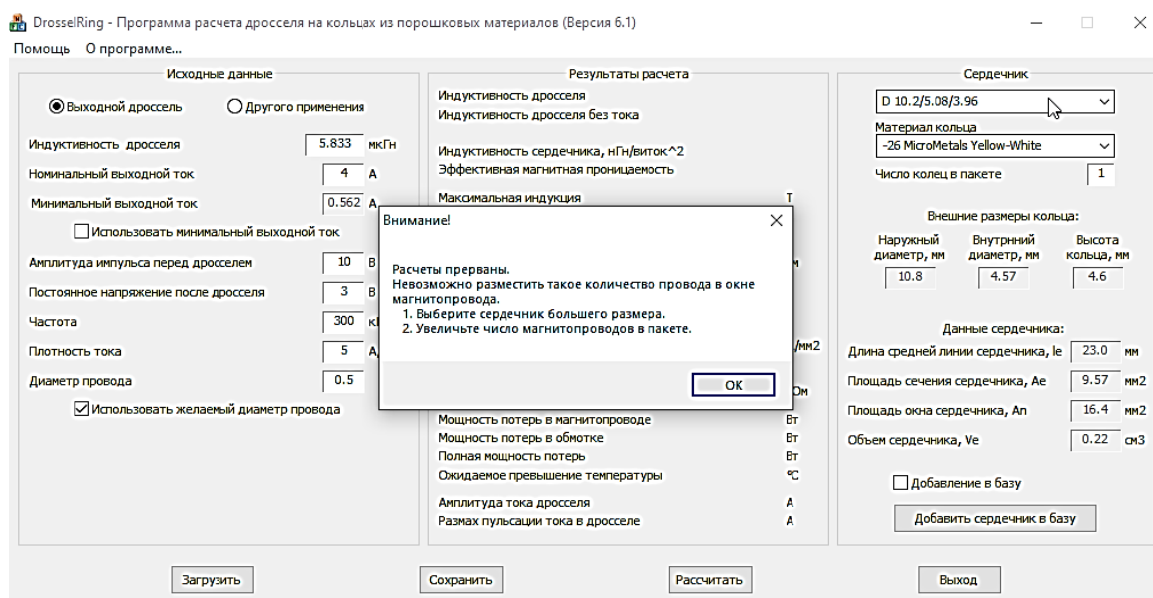 DrosselRing - Программа расчета дросселя на кольцах из порошковых материалов (Версия 6.1)
Помощь О программе...
Исходные данные
Выходной дроссель Другого применения
Индуктивность дросселя 5.833 мкГн
Номинальный выходной ток 4 А
Минимальный выходной ток 0.562 А
Использовать минимальный выходной ток
Амплитуда импульса перед дросселем 10 В
Постоянное напряжение после дросселя 3 В
Частота 300
Плотность тока 5
Диаметр провода 0.5
Использовать желаемый диаметр провода
Результаты расчета
Индуктивность дросселя
Индуктивность дросселя без тока
Индуктивность сердечника, нГн/виток^2
Эффективная магнитная проницаемость
Максимальная индукция Т
Внимание!
Расчеты прерваны.
Невозможно разместить такое количество провода в окне
магнитопровода.
1. Выберите сердечник большего размера.
2. Увеличьте число магнитопроводов в пакете.
OK
/мм2
Ом
Мощность потерь в магнитопроводе Вт
Мощность потерь в обмотке Вт
Полная мощность потерь Вт
Ожидаемое превышение температуры °C
Амплитуда тока дросселя А
Размах пульсации тока в дросселе А
Сердечник
D 10.2/5.08/3.96
Материал кольца
-26 MicroMetals Yellow-White
Число колец в пакете 1
Внешние размеры кольца:
Наружный Внутрнний Высота
диаметр, мм диаметр, мм кольца, мм
10.8 4.57 4.6
Данные сердечника:
Длина средней линии сердечника, le 23.0 мм
Площадь сечения сердечника, Ae 9.57 мм2
Площадь окна сердечника, An 16.4 мм2
Объем сердечника, Ve 0.22 см3
Добавление в базу
Добавить сердечник в базу
Загрузить Сохранить Рассчитать Выход